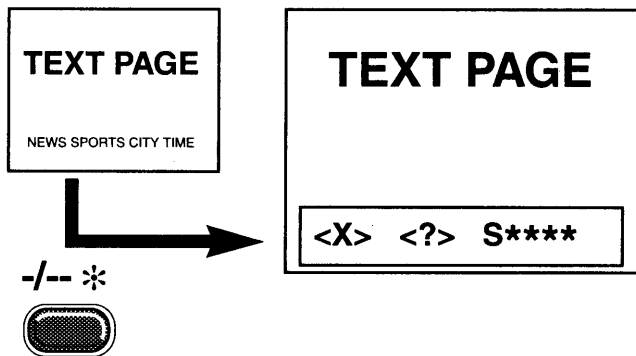 TEXT PAGE
NEWS SPORTS CITY TIME
TEXT PAGE
<X> <?> S****
-/-- ✻